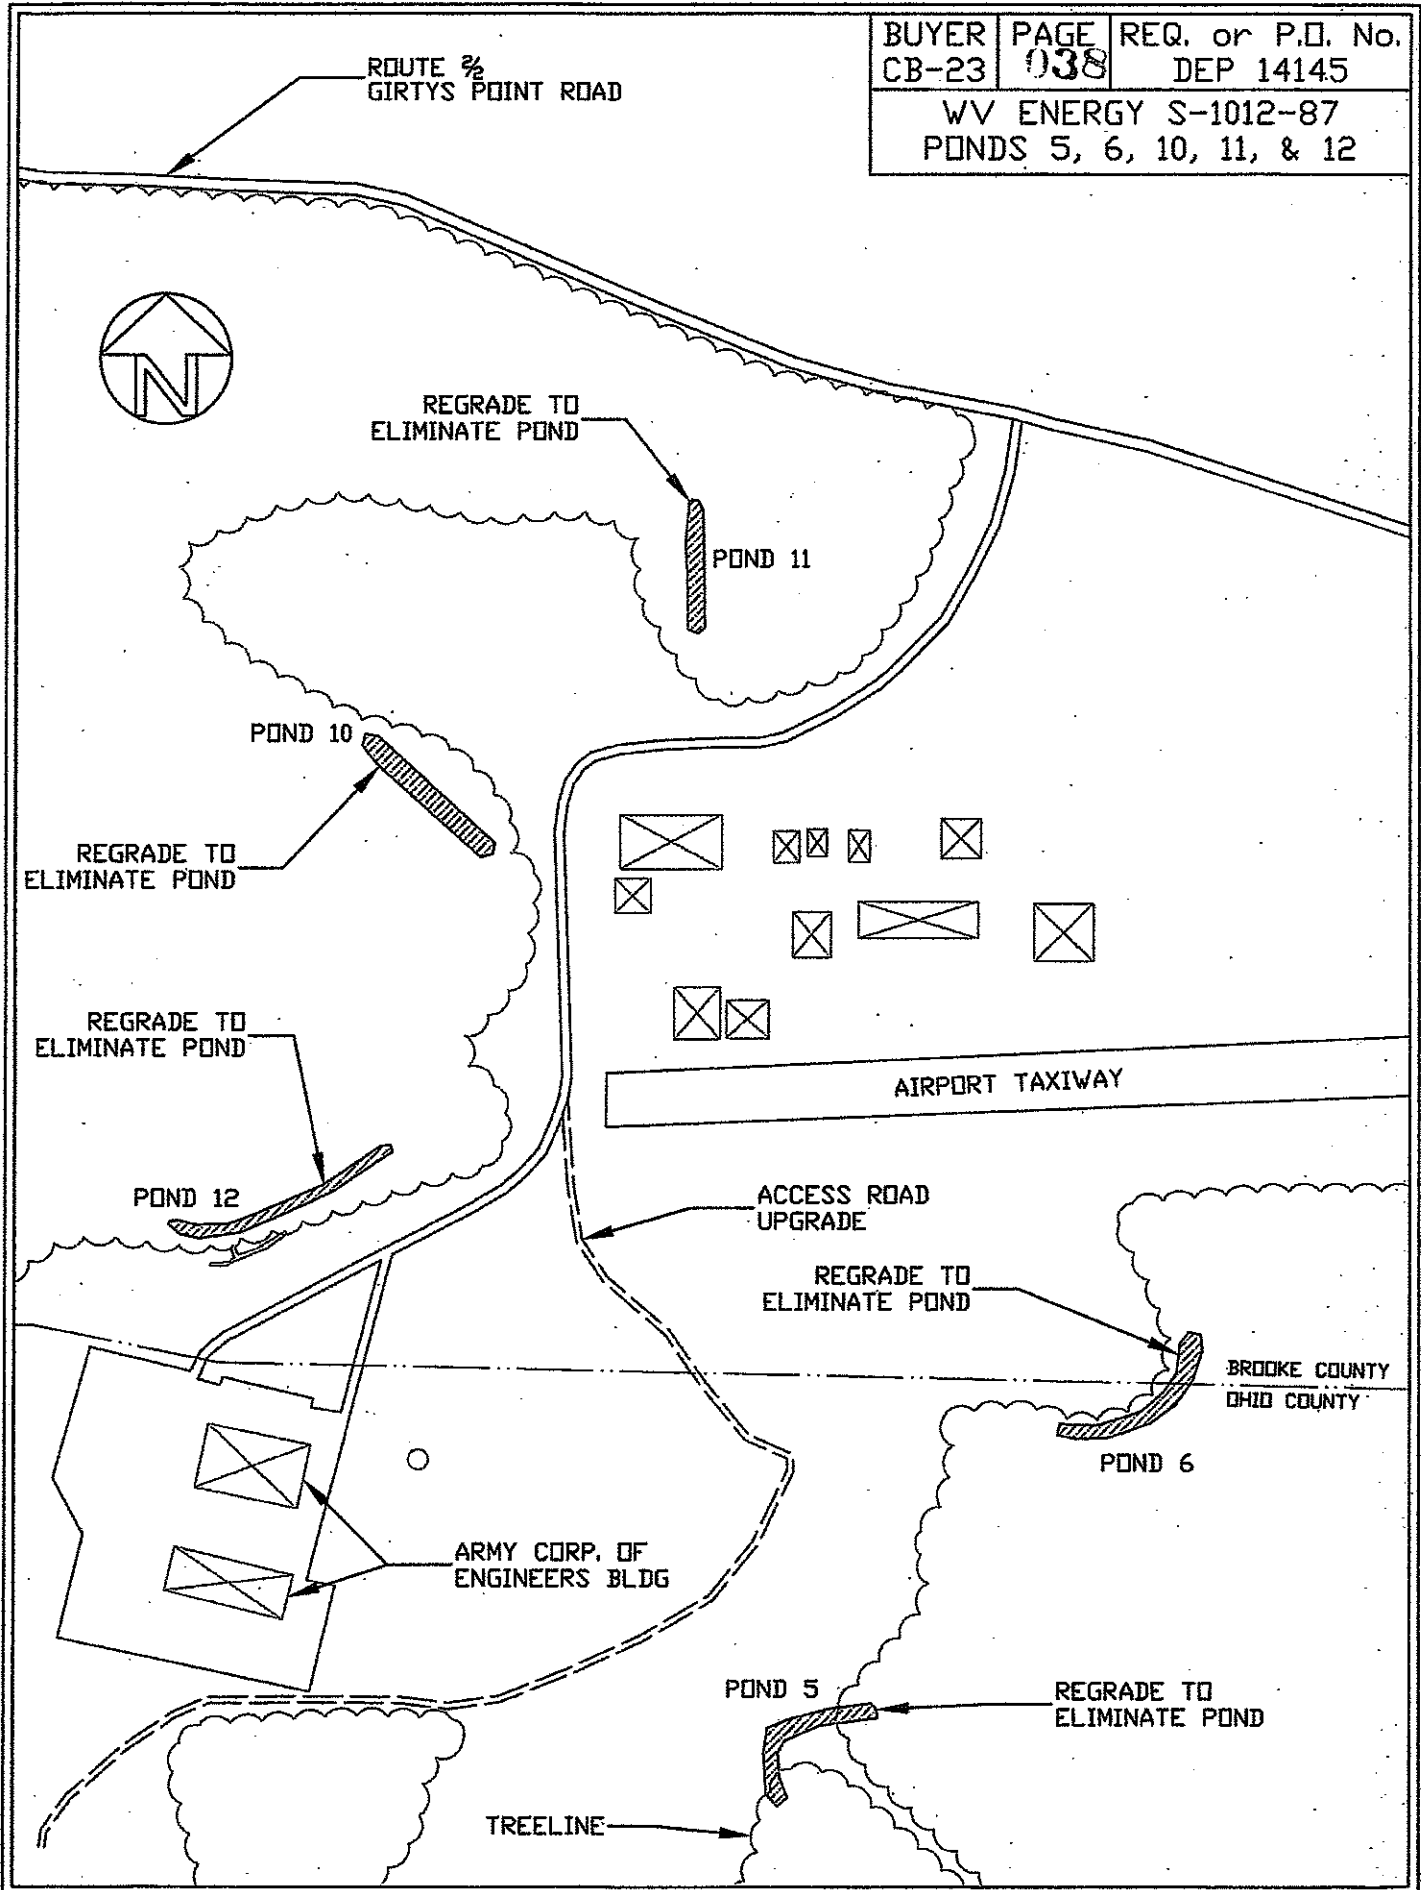 BUYER
CB-23
PAGE
038
REQ. or P.O. No.
DEP 14145
WV ENERGY S-1012-87
PONDS 5, 6, 10, 11, & 12
ROUTE 2/2
GIRTYS POINT ROAD
N
REGRADE TO
ELIMINATE POND
POND 11
POND 10
REGRADE TO
ELIMINATE POND
REGRADE TO
ELIMINATE POND
AIRPORT TAXIWAY
POND 12
ACCESS ROAD
UPGRADE
REGRADE TO
ELIMINATE POND
BROOKE COUNTY
OHIO COUNTY
POND 6
ARMY CORP. OF
ENGINEERS BLDG
POND 5
REGRADE TO
ELIMINATE POND
TREELINE